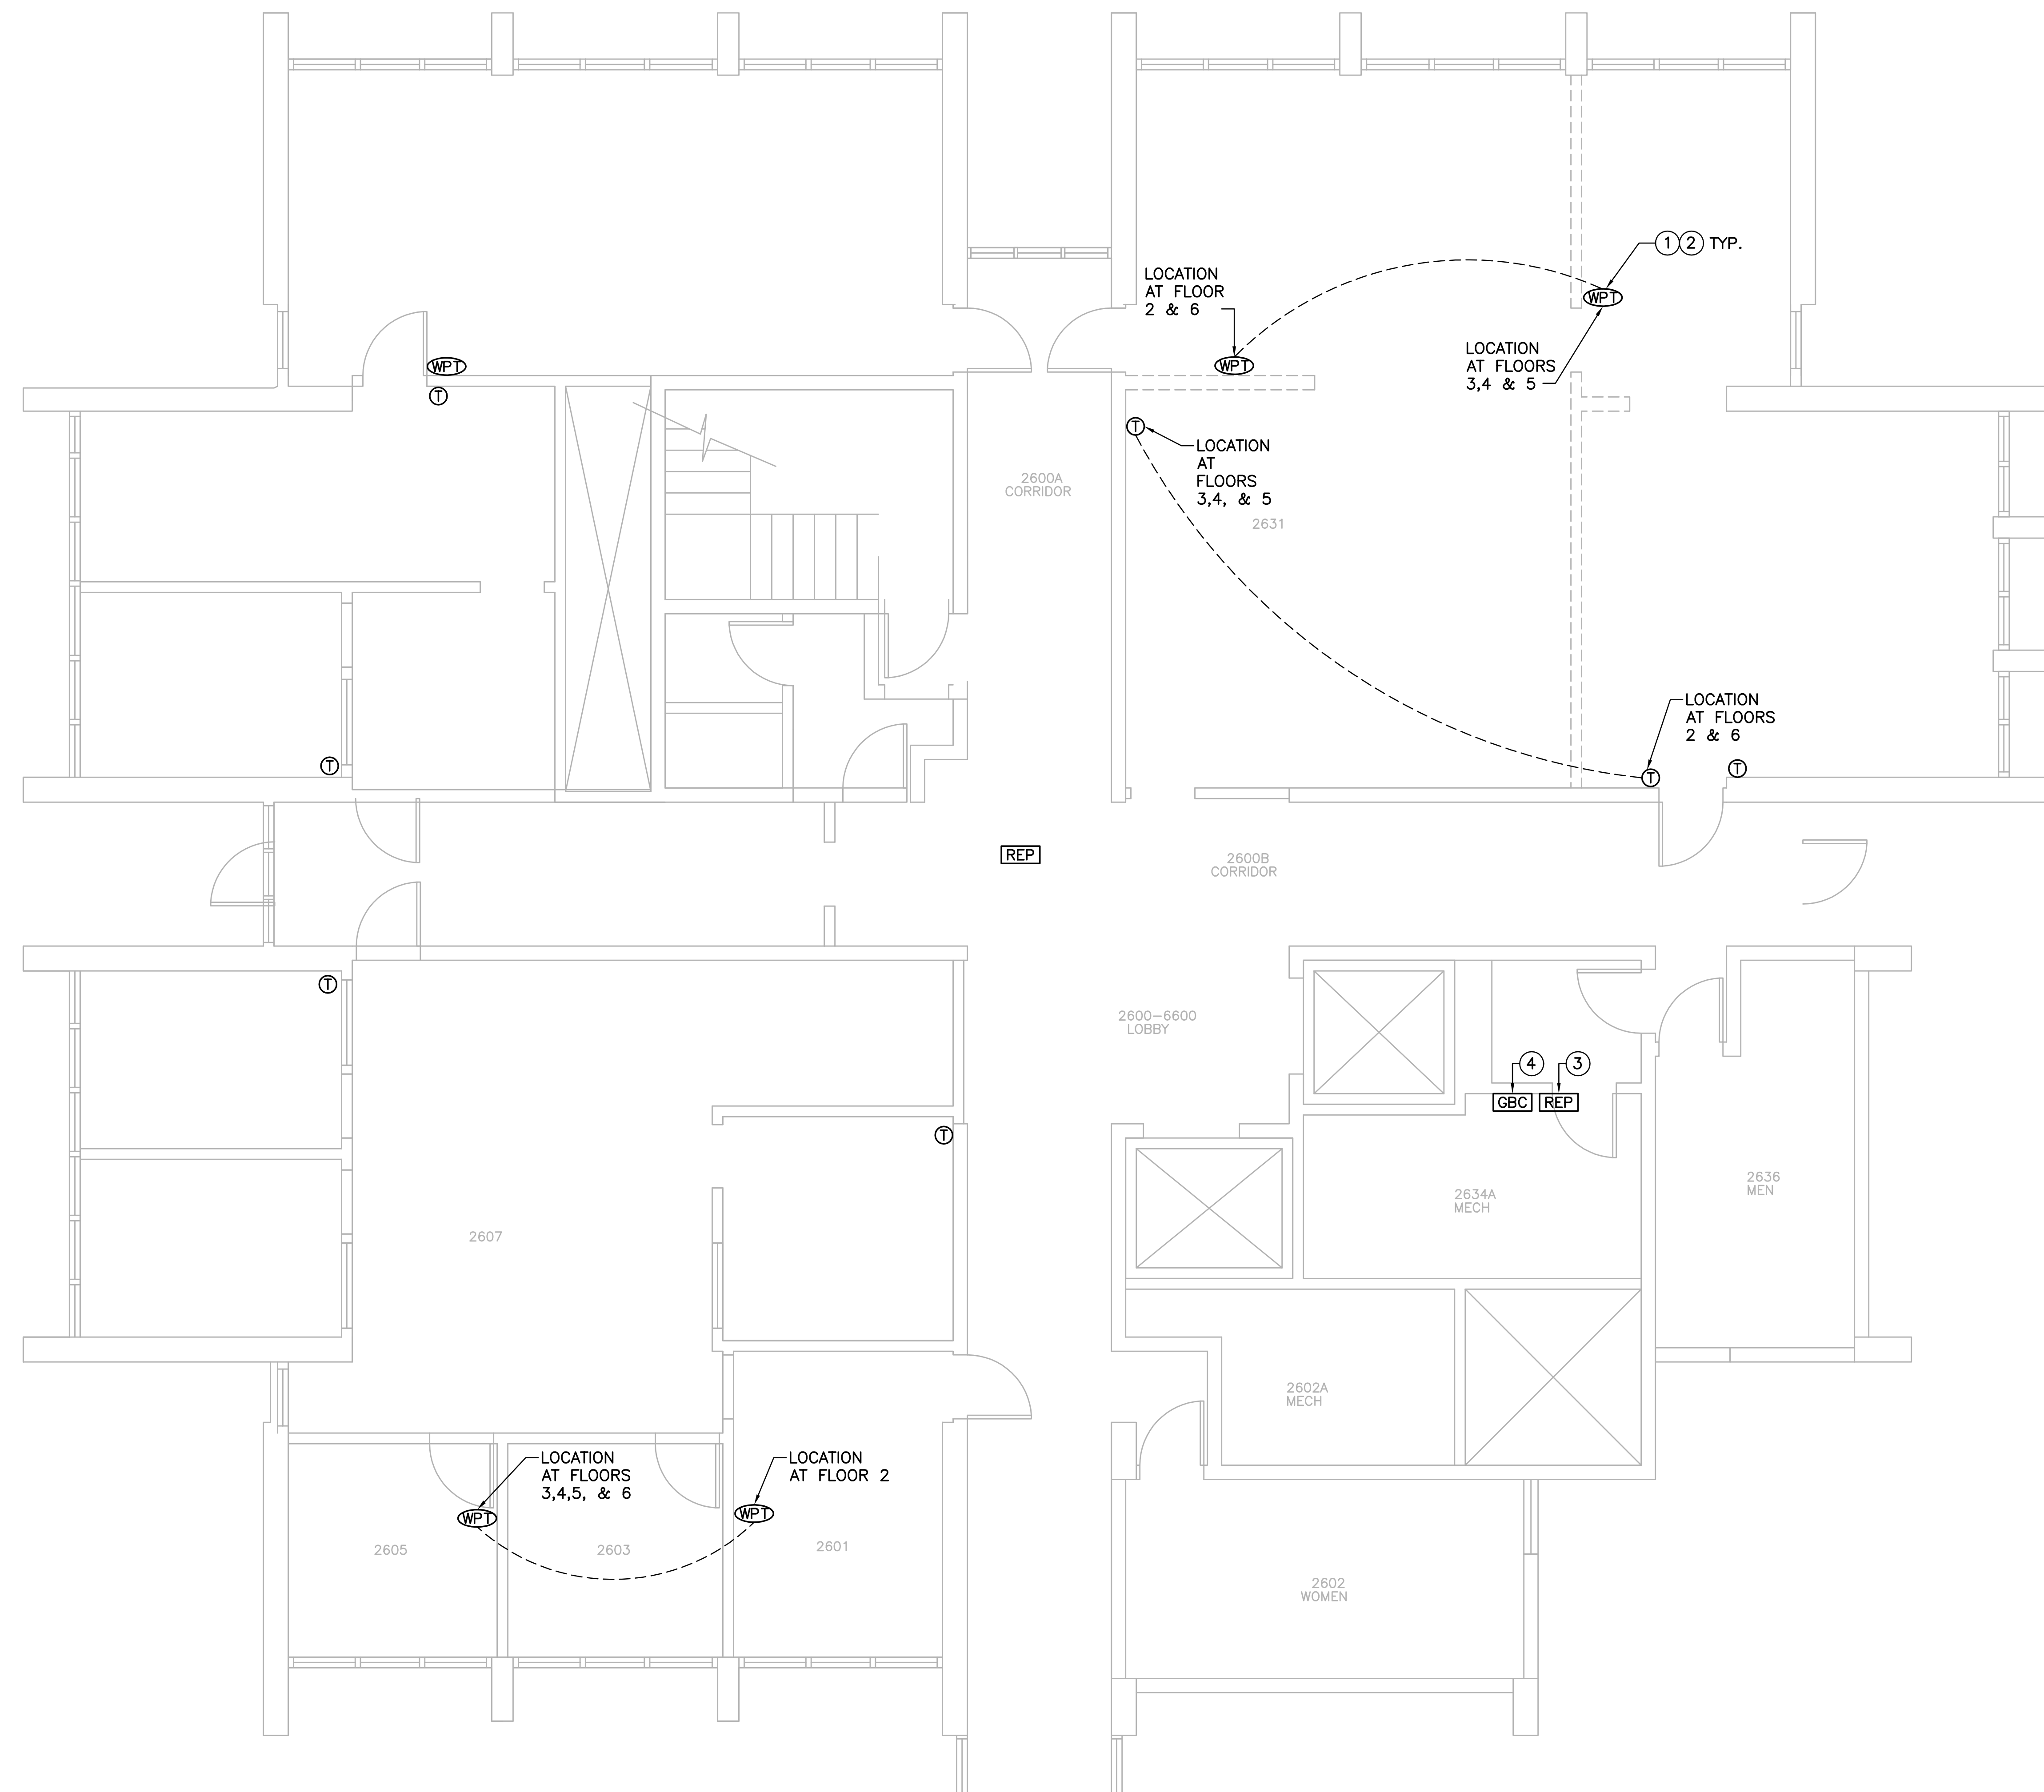 1 2 TYP.
LOCATION
AT FLOOR
2 & 6
WPT
LOCATION
AT FLOORS
3,4 & 5
WPT
WPT
T
T
LOCATION
AT
FLOORS
3,4, & 5
2600A
CORRIDOR
2631
LOCATION
AT FLOORS
2 & 6
T
T
T
REP
2600B
CORRIDOR
T
2600-6600
LOBBY
4
3
GBC
REP
T
2636
MEN
2634A
MECH
2607
2602A
MECH
LOCATION
AT FLOORS
3,4,5, & 6
LOCATION
AT FLOOR 2
WPT
WPT
2605
2603
2601
2602
WOMEN